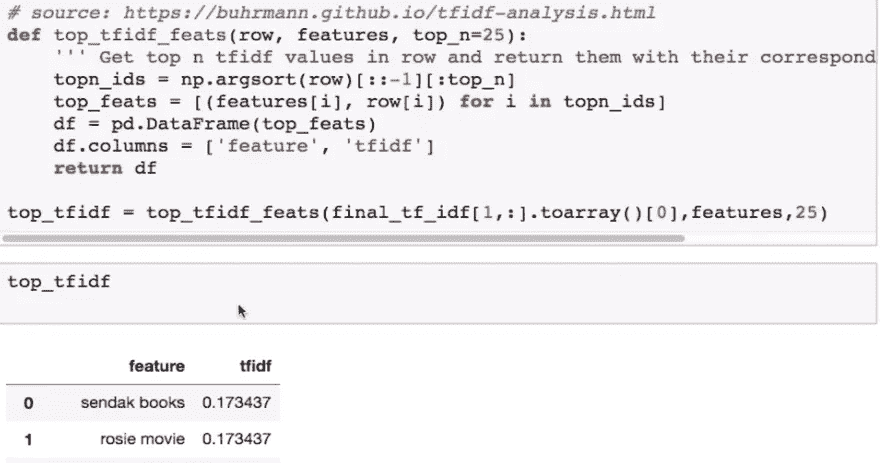 # source: https://buhrmann.github.io/tfidf-analysis.html
def top_tfidf_feats(row, features, top_n=25):
    ''' Get top n tfidf values in row and return them with their correspond
    topn_ids = np.argsort(row)[::-1][:top_n]
    top_feats = [(features[i], row[i]) for i in topn_ids]
    df = pd.DataFrame(top_feats)
    df.columns = ['feature', 'tfidf']
    return df
top_tfidf = top_tfidf_feats(final_tf_idf[1,:].toarray()[0],features,25)
top_tfidf
feature tfidf
0 sendak books 0.173437
1 rosie movie 0.173437